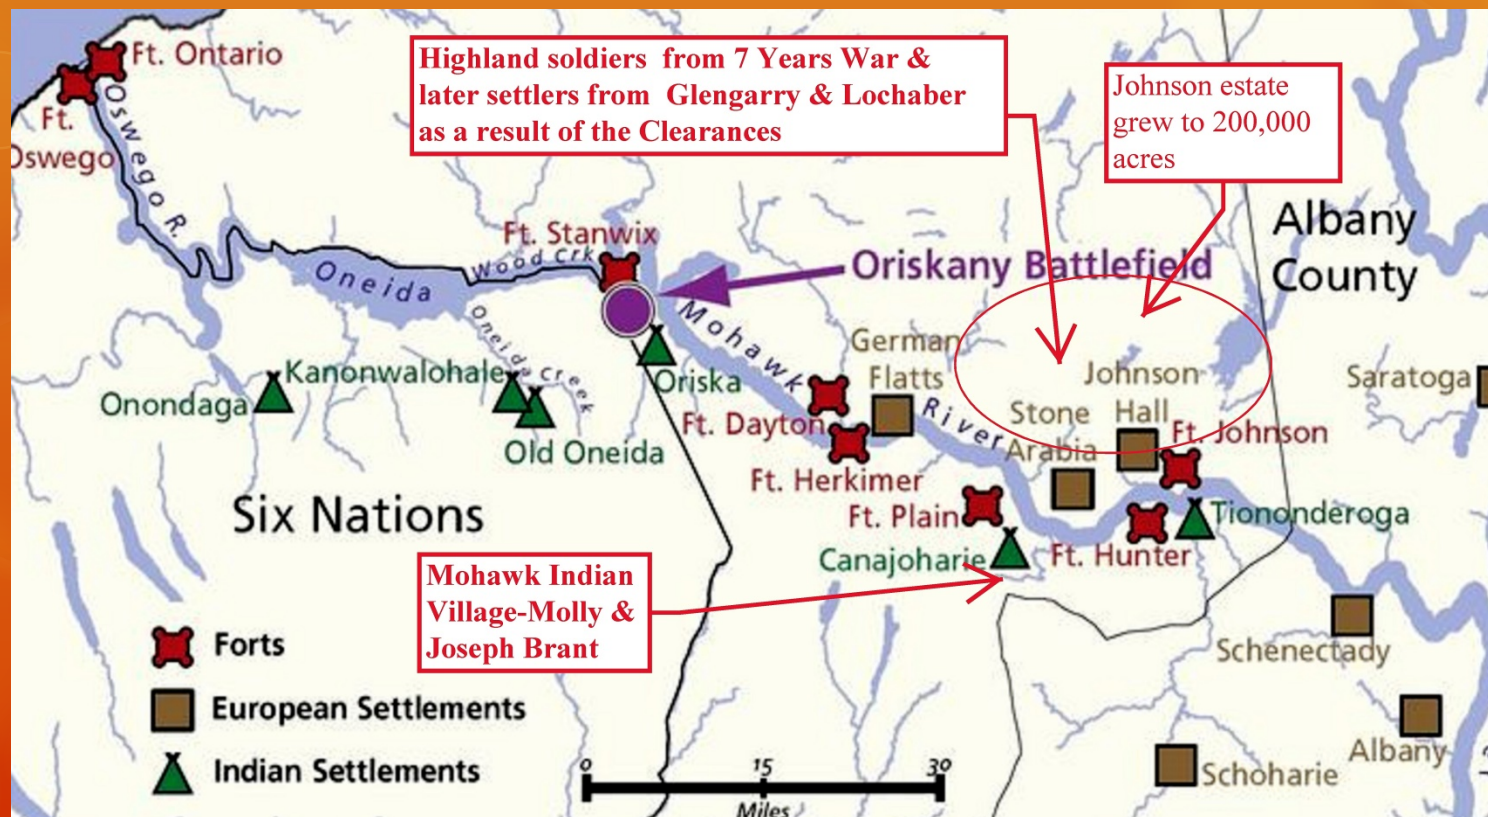 Ft. Ontario
Ft.
Oswego
Oswego R.
Highland soldiers from 7 Years War &
later settlers from Glengarry & Lochaber
as a result of the Clearances
Johnson estate
grew to 200,000
acres
Albany
County
Ft. Stanwix
Wood Crk
Oneida
Oriskany Battlefield
Mohawk
River
Oneida Creek
German
Flatts
Johnson
Hall
Stone
Arabia
Saratoga
Onondaga
Kanonwalohale
Oriska
Old Oneida
Ft. Dayton
Ft. Herkimer
Ft. Johnson
Ft. Plain
Tiononderoga
Canajoharie
Ft. Hunter
Six Nations
Mohawk Indian
Village-Molly &
Joseph Brant
Schenectady
Albany
Schoharie
Forts
European Settlements
Indian Settlements
0 15 30
Miles